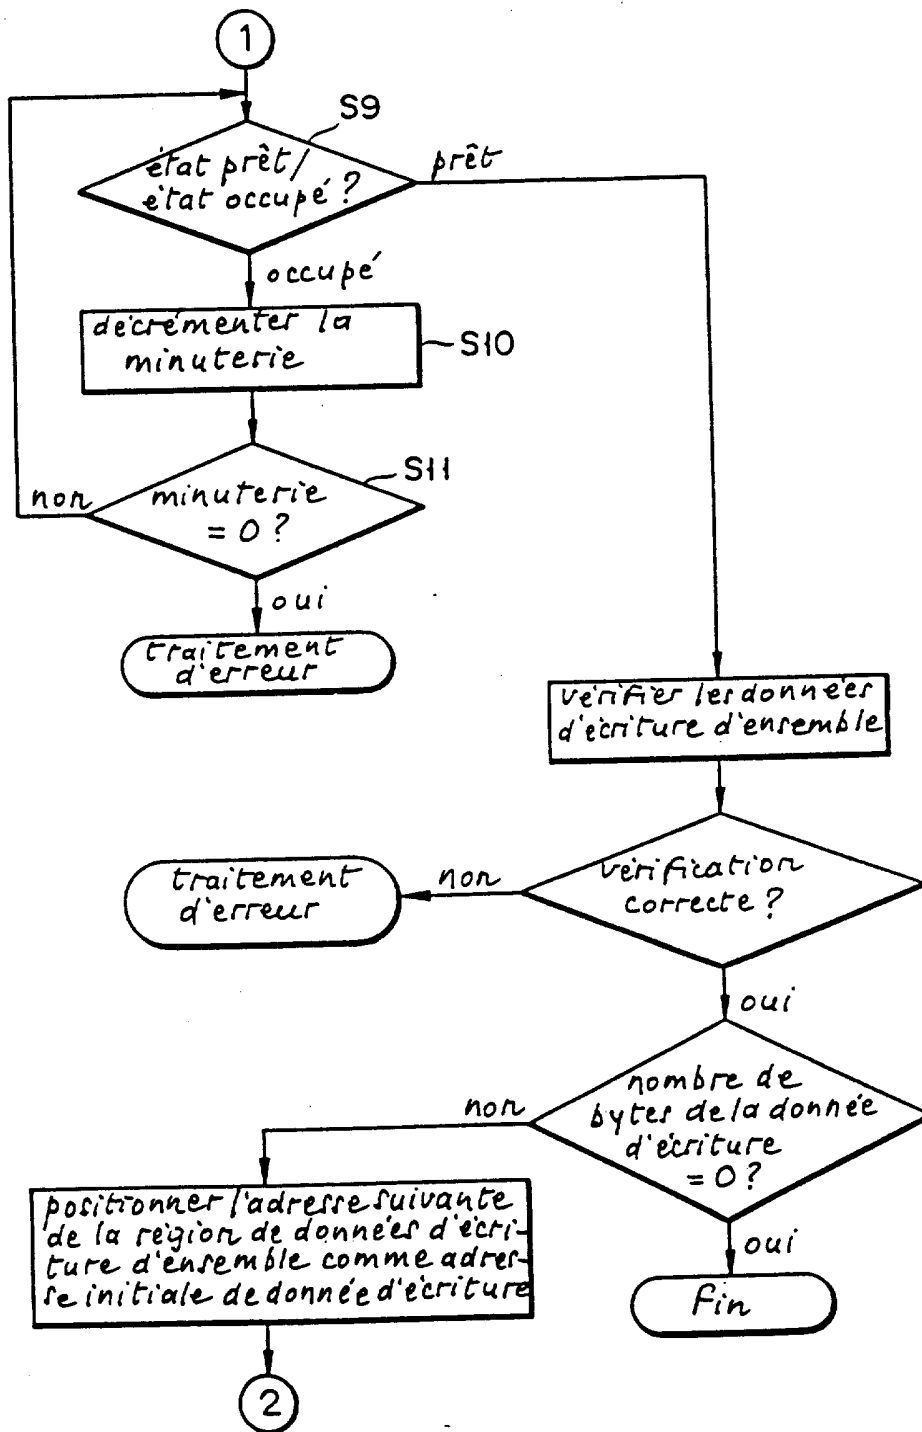 1
S9
état prêt/
état occupé ?
prêt
occupé
décrémenter la
minuterie
S10
S11
minuterie
= 0 ?
non
oui
traitement
d'erreur
vérifier les données
d'écriture d'ensemble
vérification
correcte ?
non
traitement
d'erreur
oui
nombre de
bytes de la donnée
d'écriture
= 0 ?
non
oui
positionner l'adresse suivante
de la région de données d'écri-
ture d'ensemble comme adres-
se initiale de donnée d'écriture
Fin
2